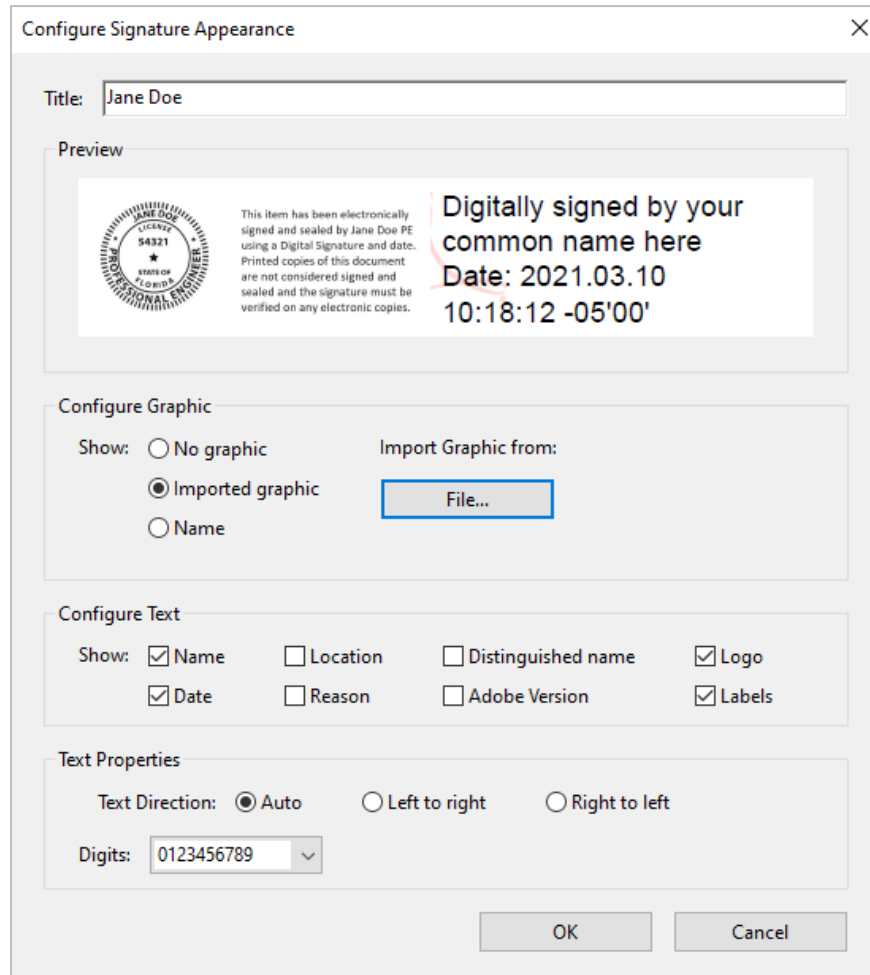 Configure Signature Appearance
Title: Jane Doe
Preview
JANE DOE
LICENSE
54321
STATE OF
FLORIDA
PROFESSIONAL ENGINEER
This item has been electronically
signed and sealed by Jane Doe PE
using a Digital Signature and date.
Printed copies of this document
are not considered signed and
sealed and the signature must be
verified on any electronic copies.
Digitally signed by your
common name here
Date: 2021.03.10
10:18:12 -05'00'
Configure Graphic
Show: No graphic
Imported graphic
Name
Import Graphic from:
File...
Configure Text
Show: Name Location Distinguished name Logo
Date Reason Adobe Version Labels
Text Properties
Text Direction: Auto Left to right Right to left
Digits: 0123456789
OK Cancel